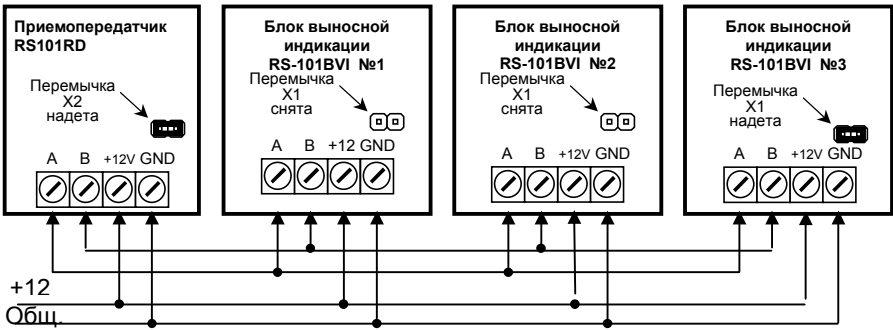 Приемопередатчик
RS101RD
Перемычка
X2
надета
A B +12V GND
Блок выносной
индикации
RS-101BVI №1
Перемычка
X1
снята
A B +12 GND
Блок выносной
индикации
RS-101BVI №2
Перемычка
X1
снята
A B +12V GND
Блок выносной
индикации
RS-101BVI №3
Перемычка
X1
надета
A B +12V GND
+12
Общ.